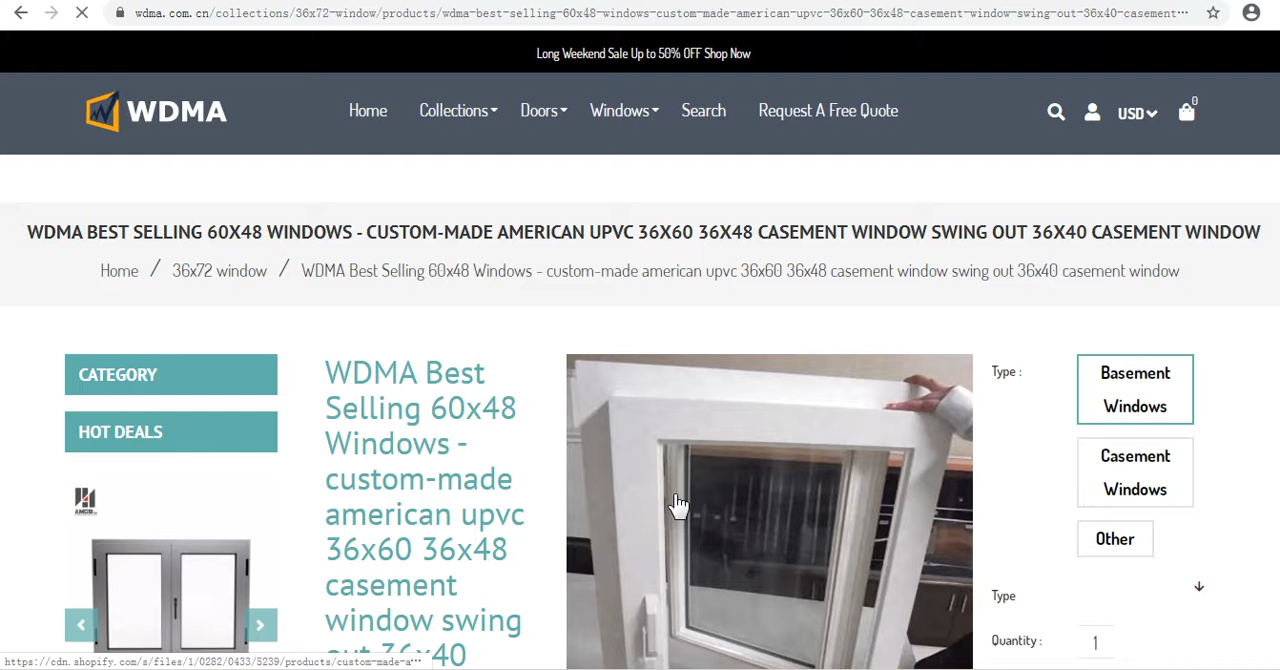 wdma.com.cn/collections/36x72-window/products/wdma-best-selling-60x48-windows-custom-made-american-upvc-36x60-36x48-casement-window-swing-out-36x40-casement…
Long Weekend Sale Up to 50% OFF Shop Now
WDMA
Home Collections Doors Windows Search Request A Free Quote USD 0
WDMA BEST SELLING 60X48 WINDOWS - CUSTOM-MADE AMERICAN UPVC 36X60 36X48 CASEMENT WINDOW SWING OUT 36X40 CASEMENT WINDOW
Home / 36x72 window / WDMA Best Selling 60x48 Windows - custom-made american upvc 36x60 36x48 casement window swing out 36x40 casement window
CATEGORY
HOT DEALS
WDMA Best
Selling 60x48
Windows -
custom-made
american upvc
36x60 36x48
casement
window swing
out 36x40
Type :
Basement
Windows
Casement
Windows
Other
Type
Quantity :
1
https://cdn.shopify.com/s/files/1/0282/0433/5239/products/custom-made-a…